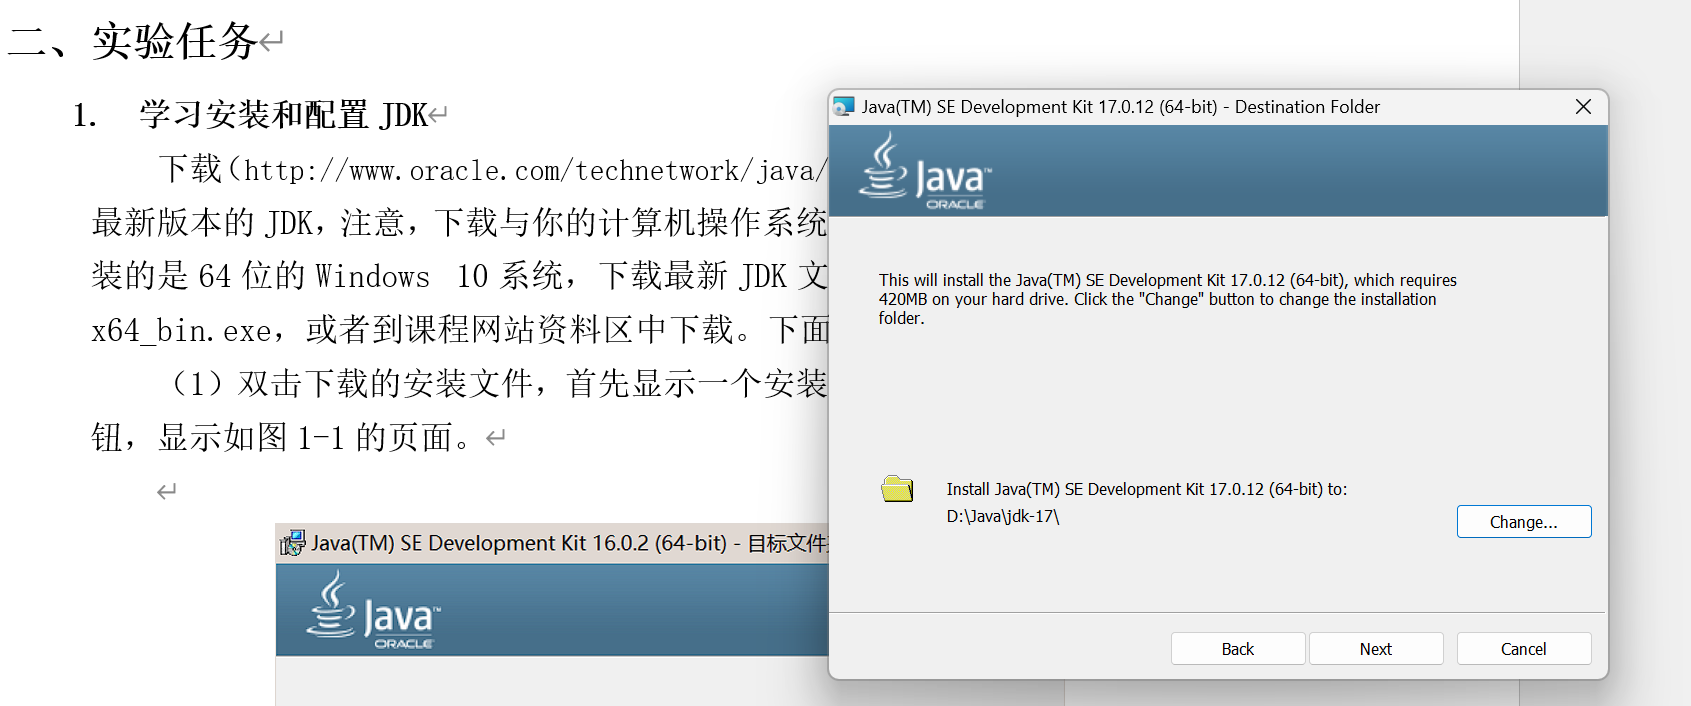 二、实验任务
1. 学习安装和配置 JDK
下载(http://www.oracle.com/technetwork/java/
最新版本的 JDK，注意，下载与你的计算机操作系统
装的是 64 位的 Windows 10 系统，下载最新 JDK 文
x64_bin.exe，或者到课程网站资料区中下载。下面
（1）双击下载的安装文件，首先显示一个安装
钮，显示如图 1-1 的页面。
Java(TM) SE Development Kit 16.0.2 (64-bit) - 目标文件
Java™
ORACLE
Java(TM) SE Development Kit 17.0.12 (64-bit) - Destination Folder
Java™
ORACLE
This will install the Java(TM) SE Development Kit 17.0.12 (64-bit), which requires
420MB on your hard drive. Click the "Change" button to change the installation
folder.
Install Java(TM) SE Development Kit 17.0.12 (64-bit) to:
D:\Java\jdk-17\
Change...
Back
Next
Cancel